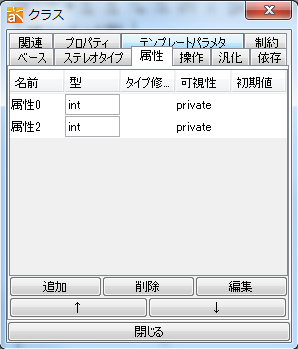 クラス
関連 プロパティ テンプレートパラメタ 制約
ベース ステレオタイプ 属性 操作 汎化 依存
名前 型 タイプ修... 可視性 初期値
属性0 int private
属性2 int private
追加 削除 編集
↑ ↓
閉じる